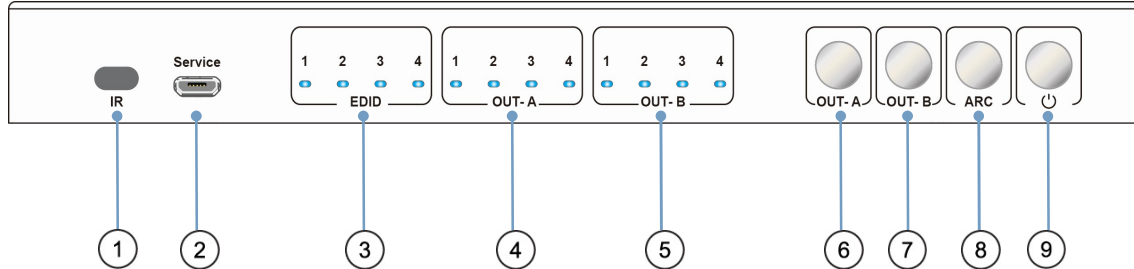 Service
IR
1 2 3 4
EDID
1 2 3 4
OUT- A
1 2 3 4
OUT- B
OUT- A
OUT- B
ARC
1 2 3 4 5 6 7 8 9